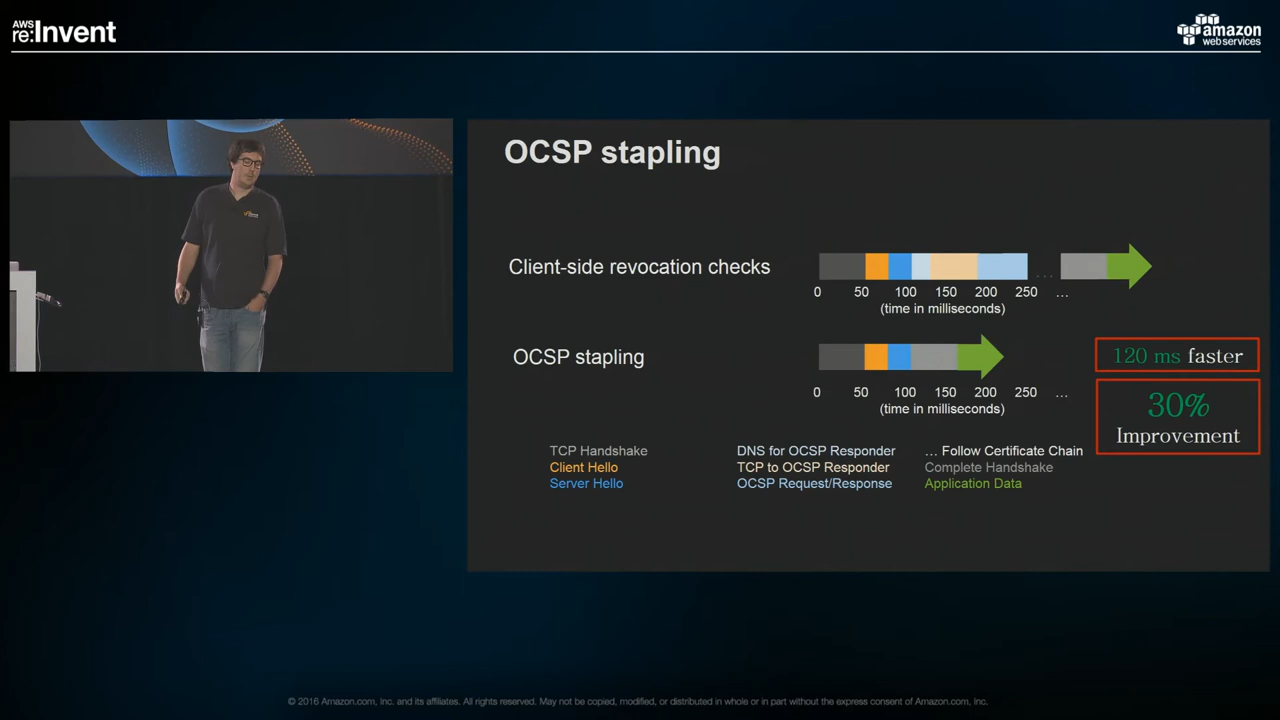 AWS
re:Invent
amazon
web services
OCSP stapling
Client-side revocation checks
0 50 100 150 200 250 ...
(time in milliseconds)
OCSP stapling
120 ms faster
0 50 100 150 200 250 ...
(time in milliseconds)
30%
Improvement
TCP Handshake
Client Hello
Server Hello
DNS for OCSP Responder
TCP to OCSP Responder
OCSP Request/Response
... Follow Certificate Chain
Complete Handshake
Application Data
© 2016 Amazon.com, Inc. and its affiliates. All rights reserved. May not be copied, modified, or distributed in whole or in part without the express consent of Amazon.com, Inc.